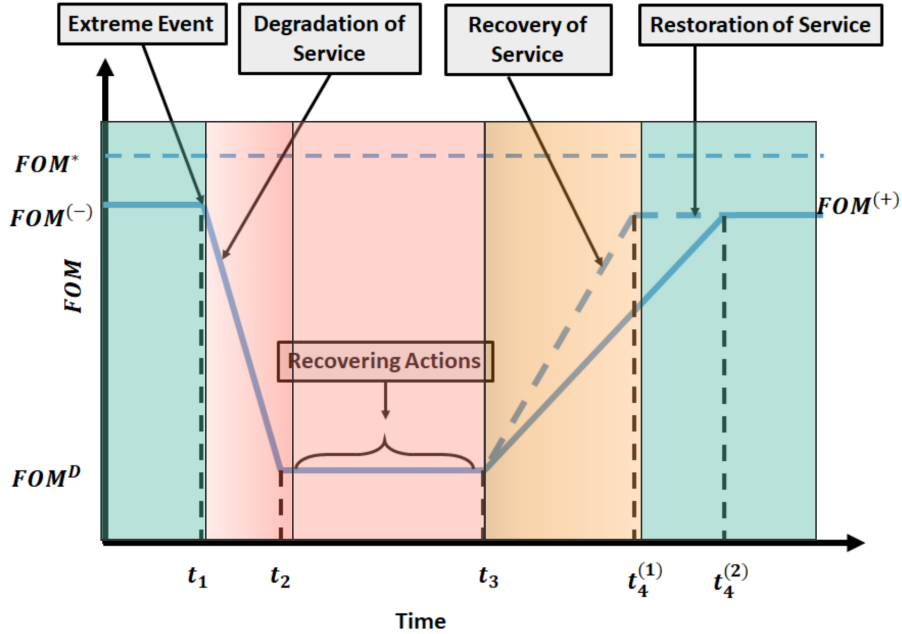 Extreme Event
Degradation of
Service
Recovery of
Service
Restoration of Service
FOM*
FOM(-)
FOM(+)
FOM
Recovering Actions
FOMD
t1
t2
t3
t4(1)
t4(2)
Time